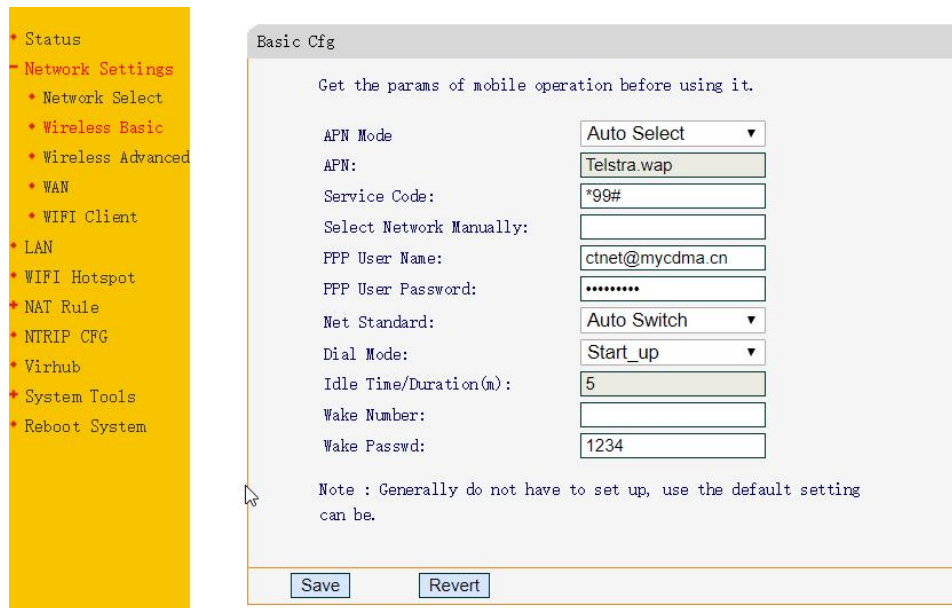 Status
Network Settings
Network Select
Wireless Basic
Wireless Advanced
WAN
WIFI Client
LAN
WIFI Hotspot
NAT Rule
NTRIP CFG
Virhub
System Tools
Reboot System
Basic Cfg
Get the params of mobile operation before using it.
APN Mode Auto Select
APN: Telstra.wap
Service Code: *99#
Select Network Manually:
PPP User Name: ctnet@mycdma.cn
PPP User Password: •••••••••
Net Standard: Auto Switch
Dial Mode: Start_up
Idle Time/Duration(m): 5
Wake Number:
Wake Passwd: 1234
Note : Generally do not have to set up, use the default setting
can be.
Save Revert